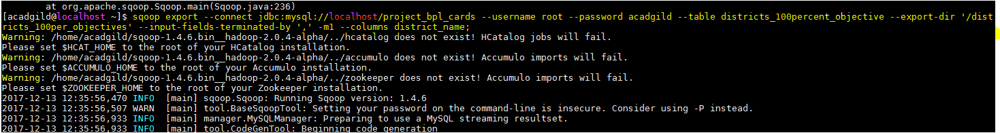 at org.apache.sqoop.Sqoop.main(Sqoop.java:236)
[acadgild@localhost ~]$ sqoop export --connect jdbc:mysql://localhost/project_bpl_cards --username root --password acadgild --table districts_100percent_objective --export-dir '/dist
ricts_100per_objectives' --input-fields-terminated-by ',' -m1 --columns district_name;
Warning: /home/acadgild/sqoop-1.4.6.bin__hadoop-2.0.4-alpha/../hcatalog does not exist! HCatalog jobs will fail.
Please set $HCAT_HOME to the root of your HCatalog installation.
Warning: /home/acadgild/sqoop-1.4.6.bin__hadoop-2.0.4-alpha/../accumulo does not exist! Accumulo imports will fail.
Please set $ACCUMULO_HOME to the root of your Accumulo installation.
Warning: /home/acadgild/sqoop-1.4.6.bin__hadoop-2.0.4-alpha/../zookeeper does not exist! Accumulo imports will fail.
Please set $ZOOKEEPER_HOME to the root of your Zookeeper installation.
2017-12-13 12:35:56,470 INFO  [main] sqoop.Sqoop: Running Sqoop version: 1.4.6
2017-12-13 12:35:56,507 WARN  [main] tool.BaseSqoopTool: Setting your password on the command-line is insecure. Consider using -P instead.
2017-12-13 12:35:56,933 INFO  [main] manager.MySQLManager: Preparing to use a MySQL streaming resultset.
2017-12-13 12:35:56,933 INFO  [main] tool.CodeGenTool: Beginning code generation